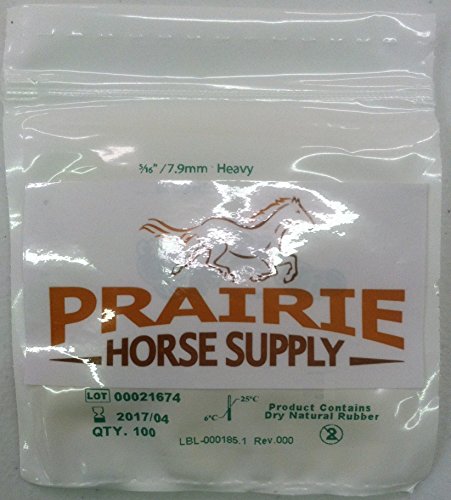 5/16" / 7.9mm Heavy
PRAIRIE
HORSE SUPPLY
LOT 00021674
2017/04
QTY. 100
6°C 25°C
Product Contains
Dry Natural Rubber
2
LBL-000185.1 Rev.000